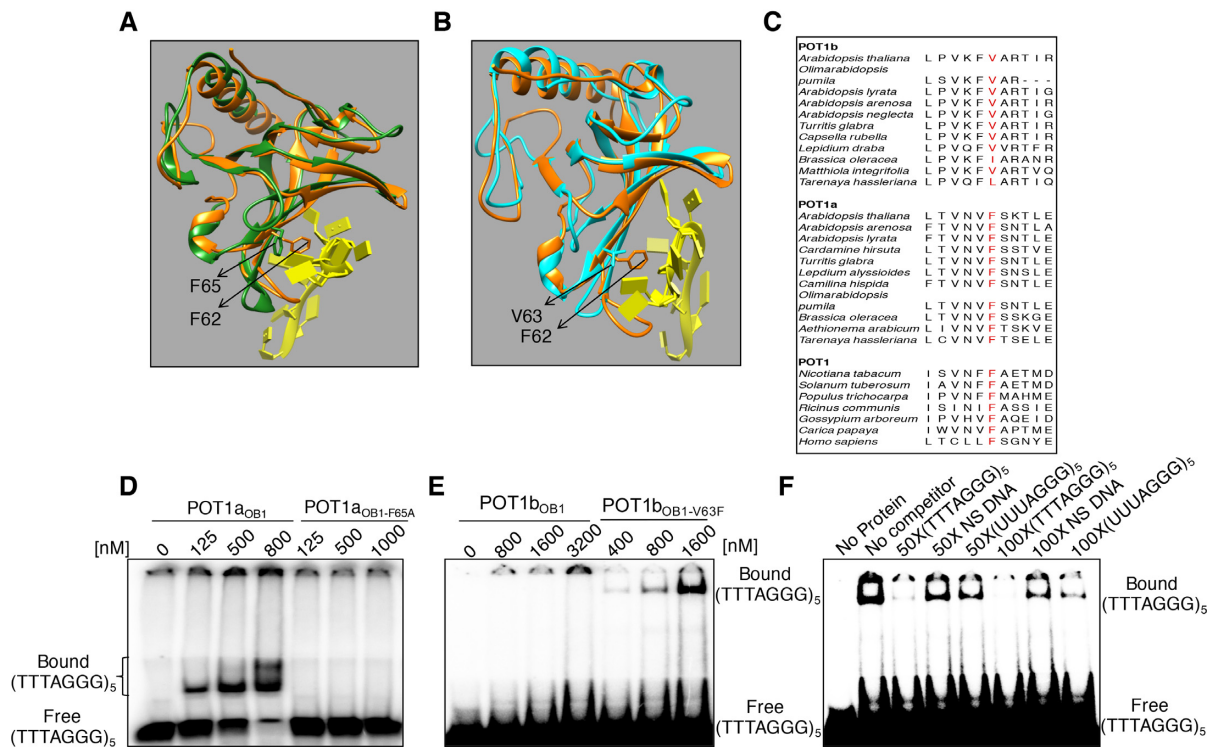 A
F65
F62
B
V63
F62
C
POT1b
Arabidopsis thaliana L P V K F V A R T I R
Olimarabidopsis
pumila L S V K F V A R - - -
Arabidopsis lyrata L P V K F V A R T I G
Arabidopsis arenosa L P V K F V A R T I R
Arabidopsis neglecta L P V K F V A R T I G
Turritis glabra L P V K F V A R T I R
Capsella rubella L P V K F V A R T I R
Lepidium draba L P V Q F V V R T F R
Brassica oleracea L P V K F I A R A N R
Matthiola integrifolia L P V K F V A R T V Q
Tarenaya hassleriana L P V Q F L A R T I Q
POT1a
Arabidopsis thaliana L T V N V F S K T L E
Arabidopsis arenosa F T V N V F S N T L A
Arabidopsis lyrata F T V N V F S N T L E
Cardamine hirsuta L T V N V F S S T V E
Turritis glabra L T V N V F S N T L E
Lepdium alyssioides L T V N V F S N S L E
Camilina hispida F T V N V F S N T L E
Olimarabidopsis
pumila L T V N V F S N T L E
Brassica oleracea L T V N V F S S K G E
Aethionema arabicum L I V N V F T S K V E
Tarenaya hassleriana L C V N V F T S E L E
POT1
Nicotiana tabacum I S V N F F A E T M D
Solanum tuberosum I A V N F F A E T M D
Populus trichocarpa I P V N F F M A H M E
Ricinus communis I S I N I F A S S I E
Gossypium arboreum I P V H V F A Q E I D
Carica papaya I W V N V F A P T M E
Homo sapiens L T C L L F S G N Y E
D
POT1aOB1 POT1aOB1-F65A
[nM] 0 125 500 800 125 500 1000
Bound
(TTTAGGG)5
Free
(TTTAGGG)5
E
POT1bOB1 POT1bOB1-V63F
0 800 1600 3200 400 800 1600 [nM]
Bound
(TTTAGGG)5
Free
(TTTAGGG)5
F
No Protein
No competitor
50X(TTTAGGG)5
50X NS DNA
50X(UUUAGGG)5
100X(TTTAGGG)5
100X NS DNA
100X(UUUAGGG)5
Bound
(TTTAGGG)5
Free
(TTTAGGG)5